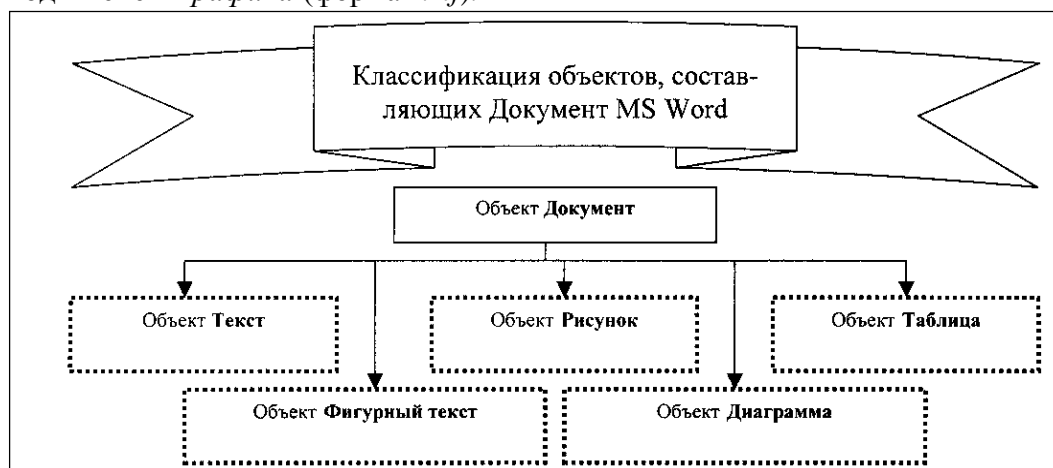 Классификация объектов, состав-
ляющих Документ MS Word
Объект Документ
Объект Текст
Объект Рисунок
Объект Таблица
Объект Фигурный текст
Объект Диаграмма